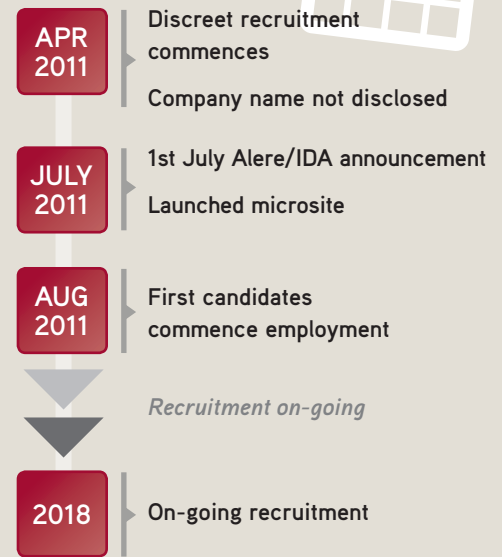 APR
2011
Discreet recruitment
commences
Company name not disclosed
JULY
2011
1st July Alere/IDA announcement
Launched microsite
AUG
2011
First candidates
commence employment
Recruitment on-going
2018
On-going recruitment